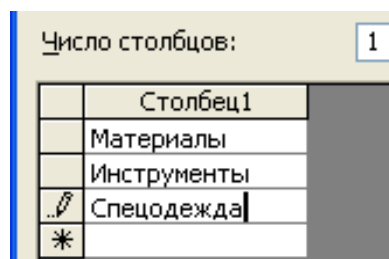 Число столбцов: 1
Столбец1
Материалы
Инструменты
Спецодежда